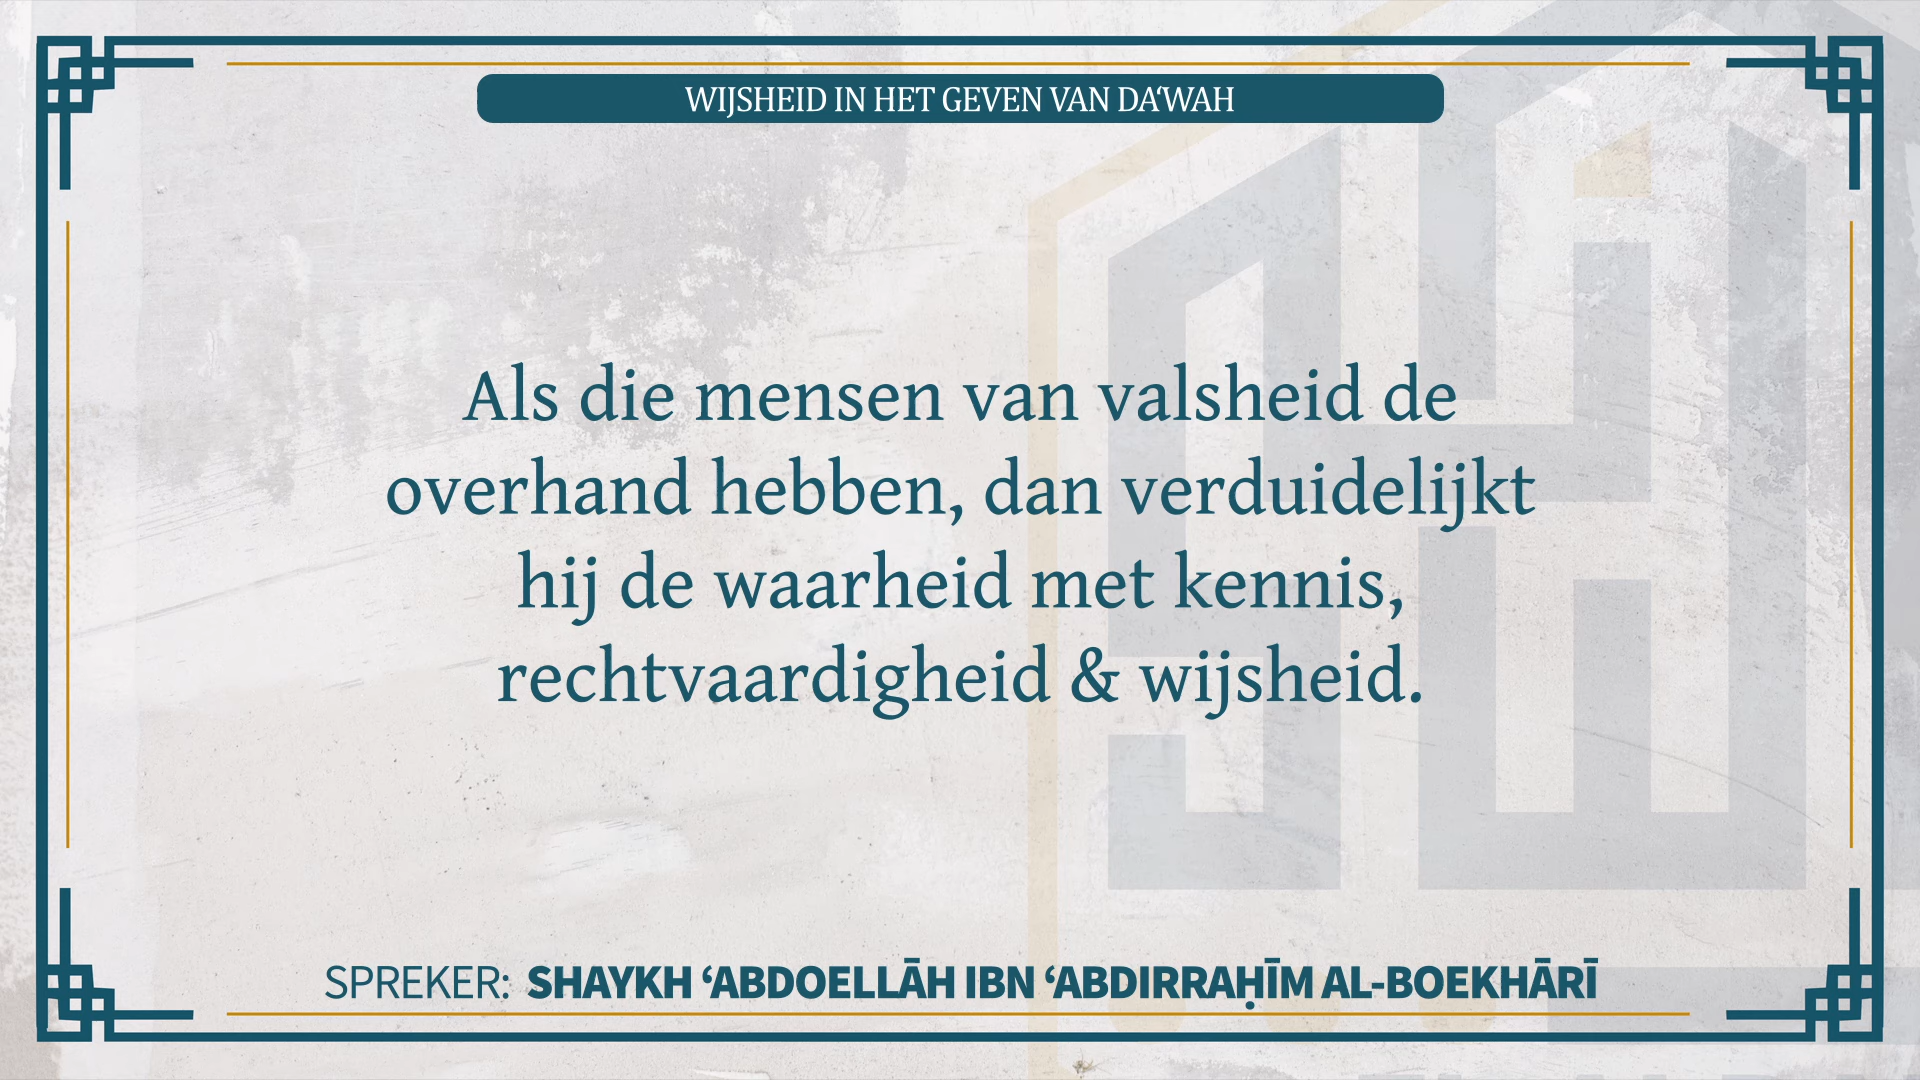 WIJSHEID IN HET GEVEN VAN DA‘WAH
Als die mensen van valsheid de
overhand hebben, dan verduidelijkt
hij de waarheid met kennis,
rechtvaardigheid & wijsheid.
SPREKER: SHAYKH ‘ABDOELLĀH IBN ‘ABDIRRAḤĪM AL-BOEKHĀRĪ